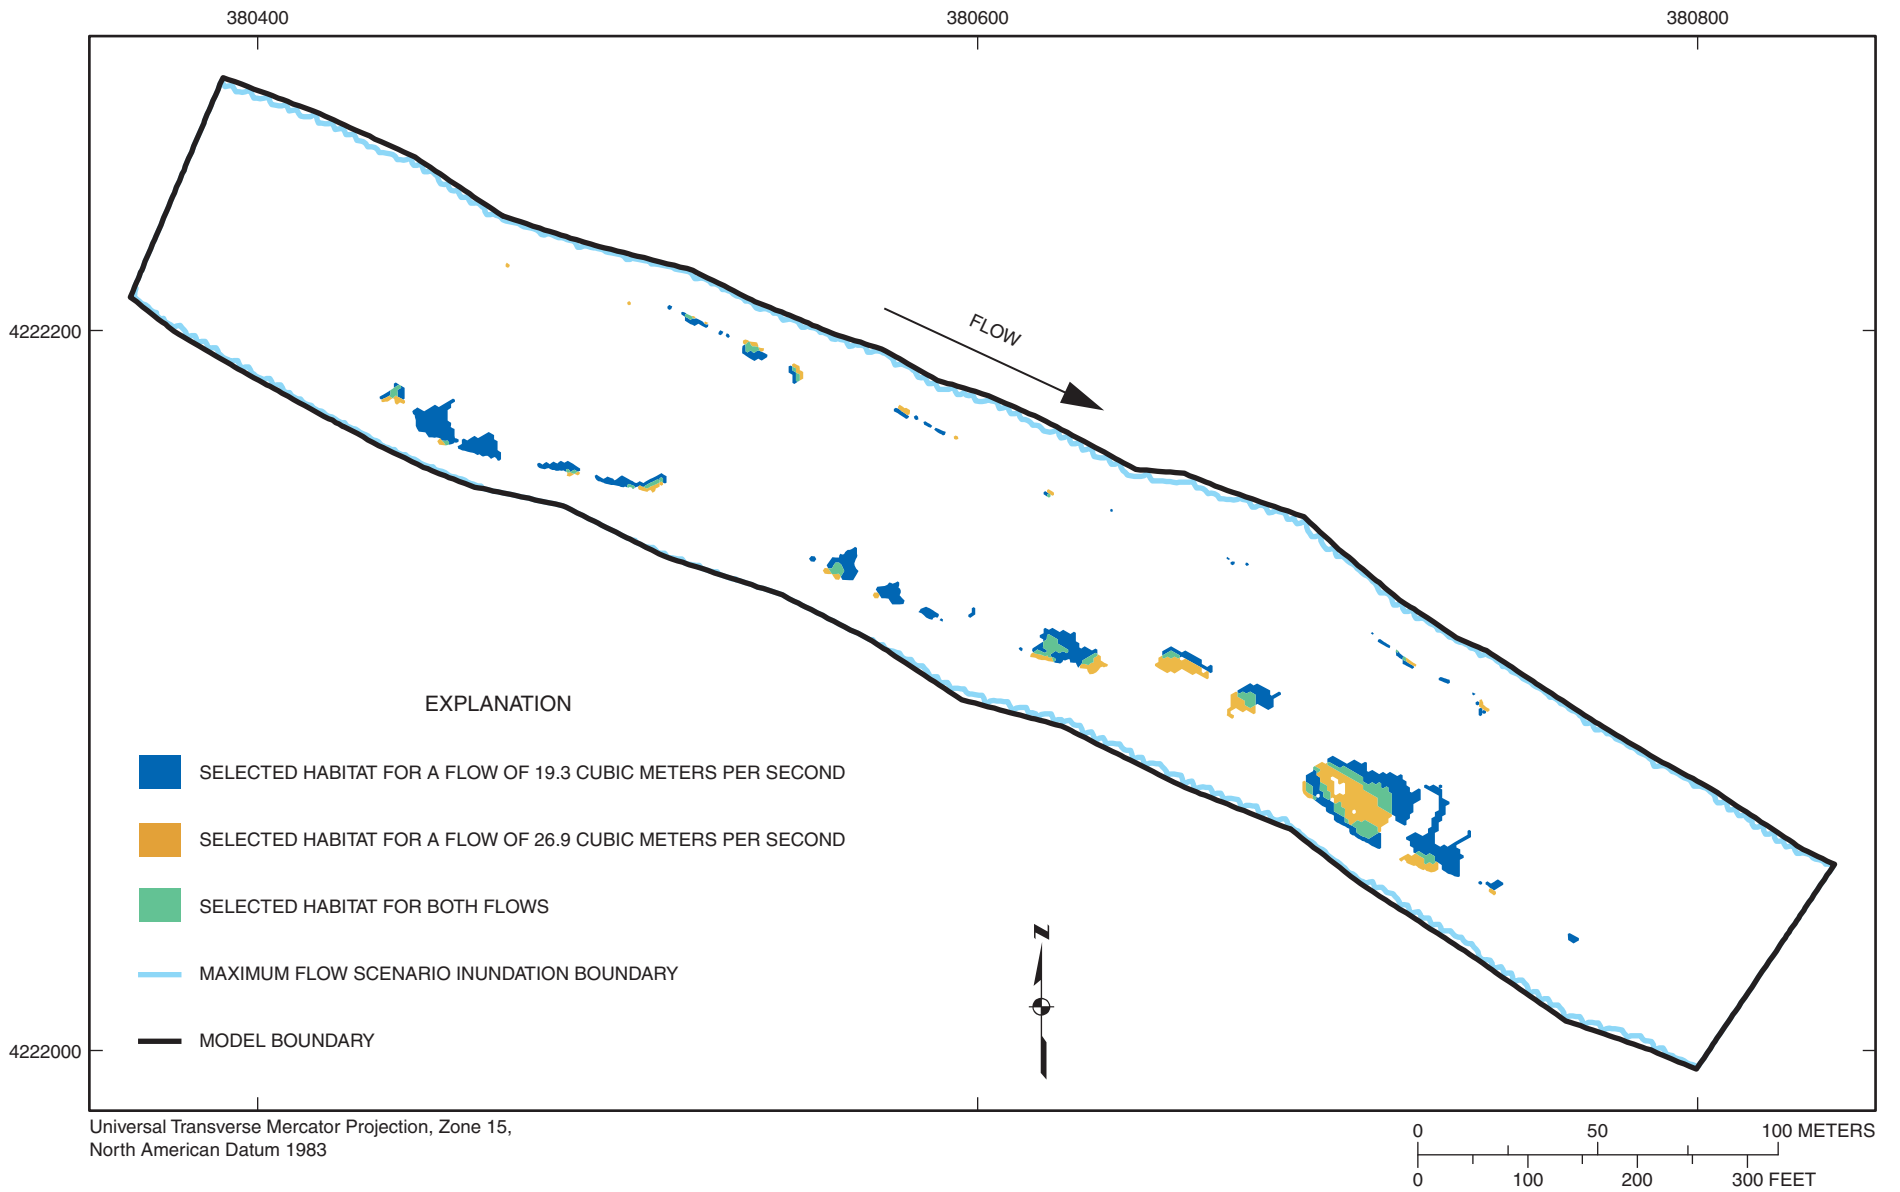 380400
380600
380800
4222200
FLOW
EXPLANATION
SELECTED HABITAT FOR A FLOW OF 19.3 CUBIC METERS PER SECOND
SELECTED HABITAT FOR A FLOW OF 26.9 CUBIC METERS PER SECOND
SELECTED HABITAT FOR BOTH FLOWS
MAXIMUM FLOW SCENARIO INUNDATION BOUNDARY
MODEL BOUNDARY
N
4222000
Universal Transverse Mercator Projection, Zone 15,
North American Datum 1983
0 50 100 METERS
0 100 200 300 FEET